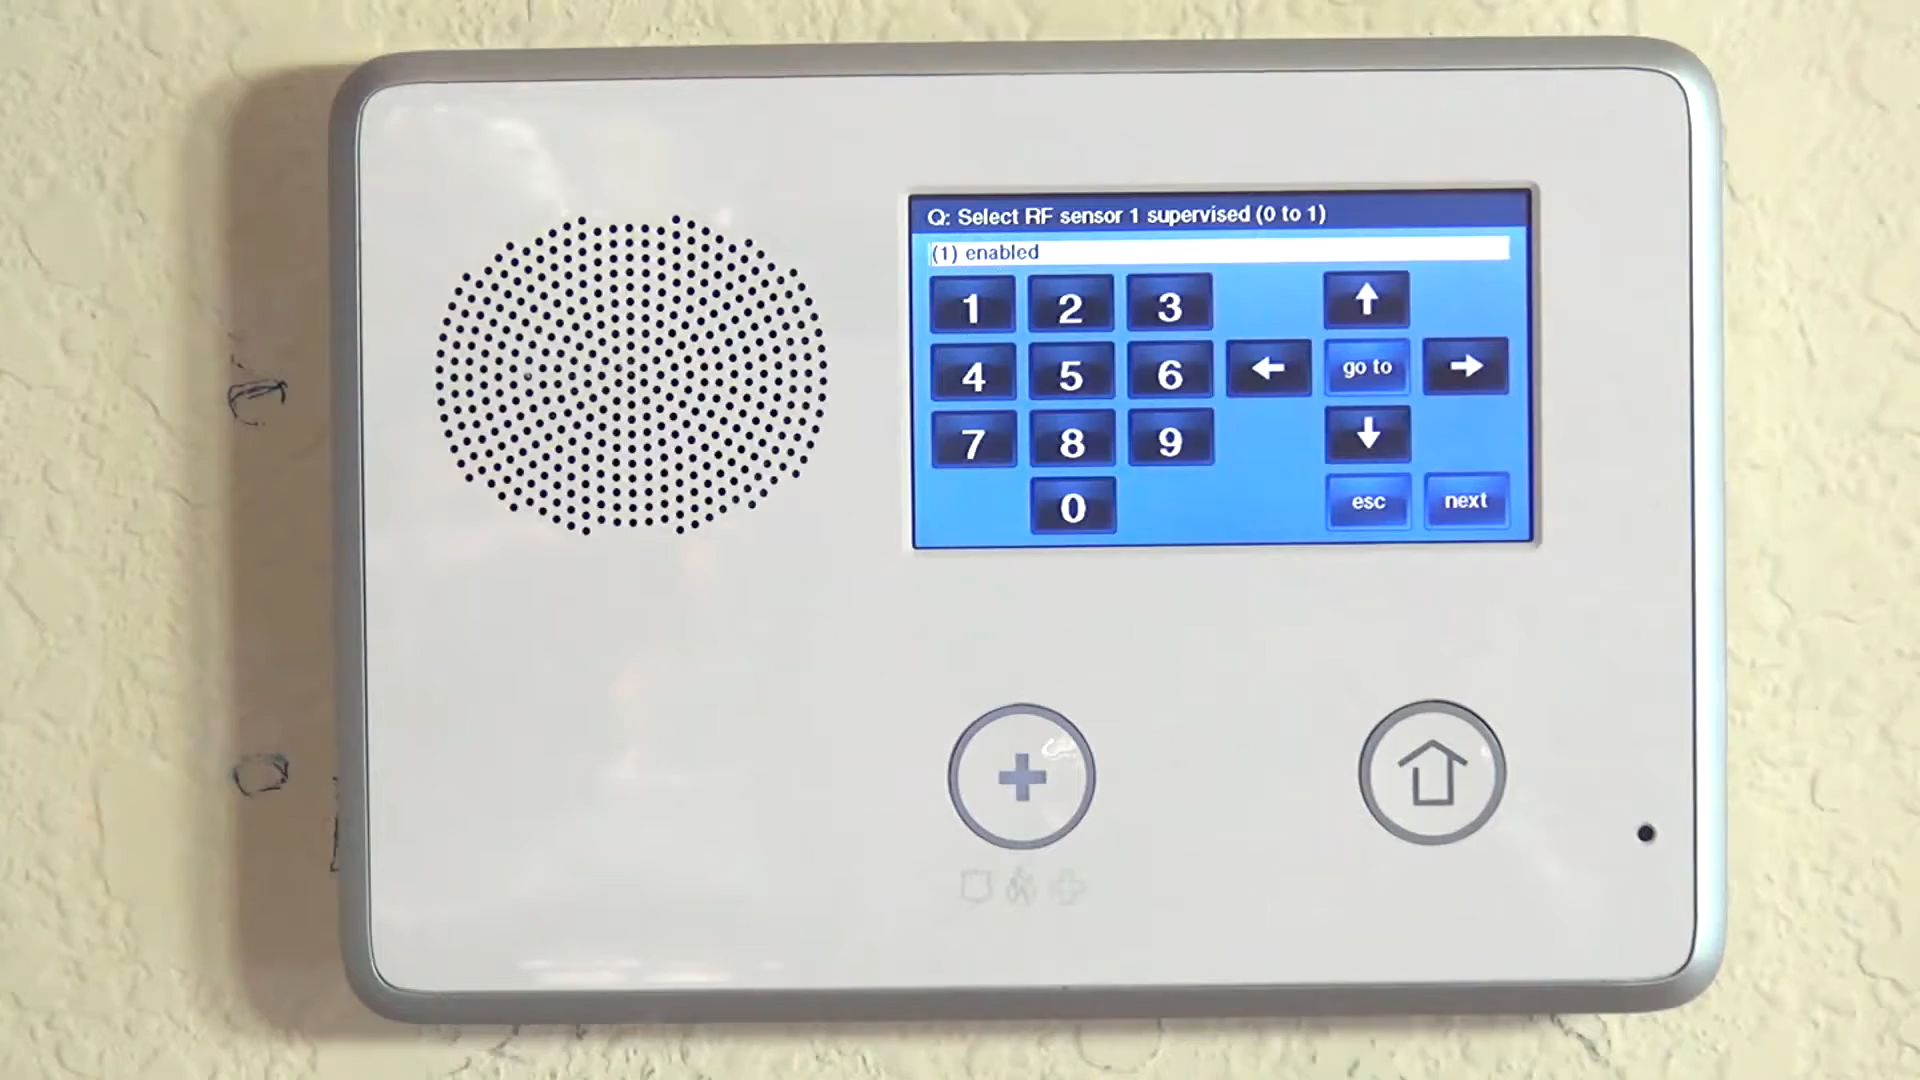 Q: Select RF sensor 1 supervised (0 to 1)
(1) enabled
1 2 3 ↑
4 5 6 ← go to →
7 8 9 ↓
0 esc next